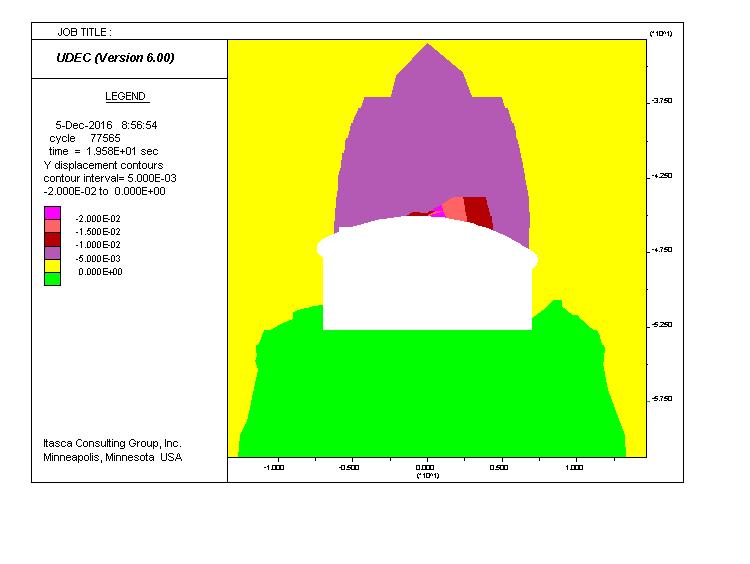 JOB TITLE :
UDEC (Version 6.00)
LEGEND
5-Dec-2016 8:56:54
cycle 77565
time = 1.958E+01 sec
Y displacement contours
contour interval= 5.000E-03
-2.000E-02 to 0.000E+00
-2.000E-02
-1.500E-02
-1.000E-02
-5.000E-03
0.000E+00
Itasca Consulting Group, Inc.
Minneapolis, Minnesota USA
(*10^1)
-3.750
-4.250
-4.750
-5.250
-5.750
-1.000
-0.500
0.000
0.500
1.000
(*10^1)